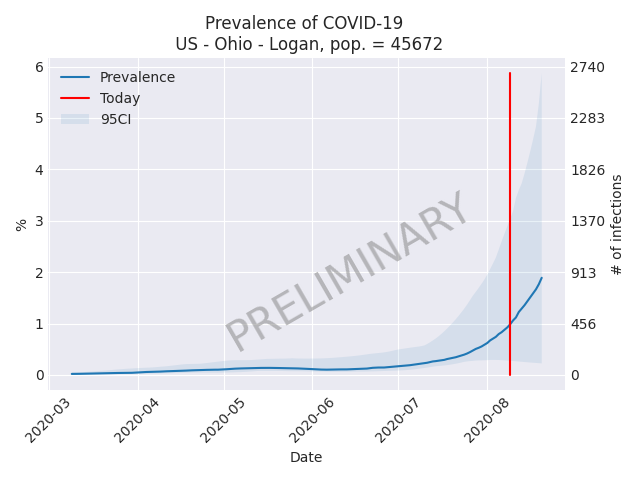 Prevalence of COVID-19
US - Ohio - Logan, pop. = 45672
Prevalence
Today
95CI
6
5
4
3
2
1
0
%
2740
2283
1826
1370
913
456
0
# of infections
PRELIMINARY
2020-03
2020-04
2020-05
2020-06
2020-07
2020-08
Date